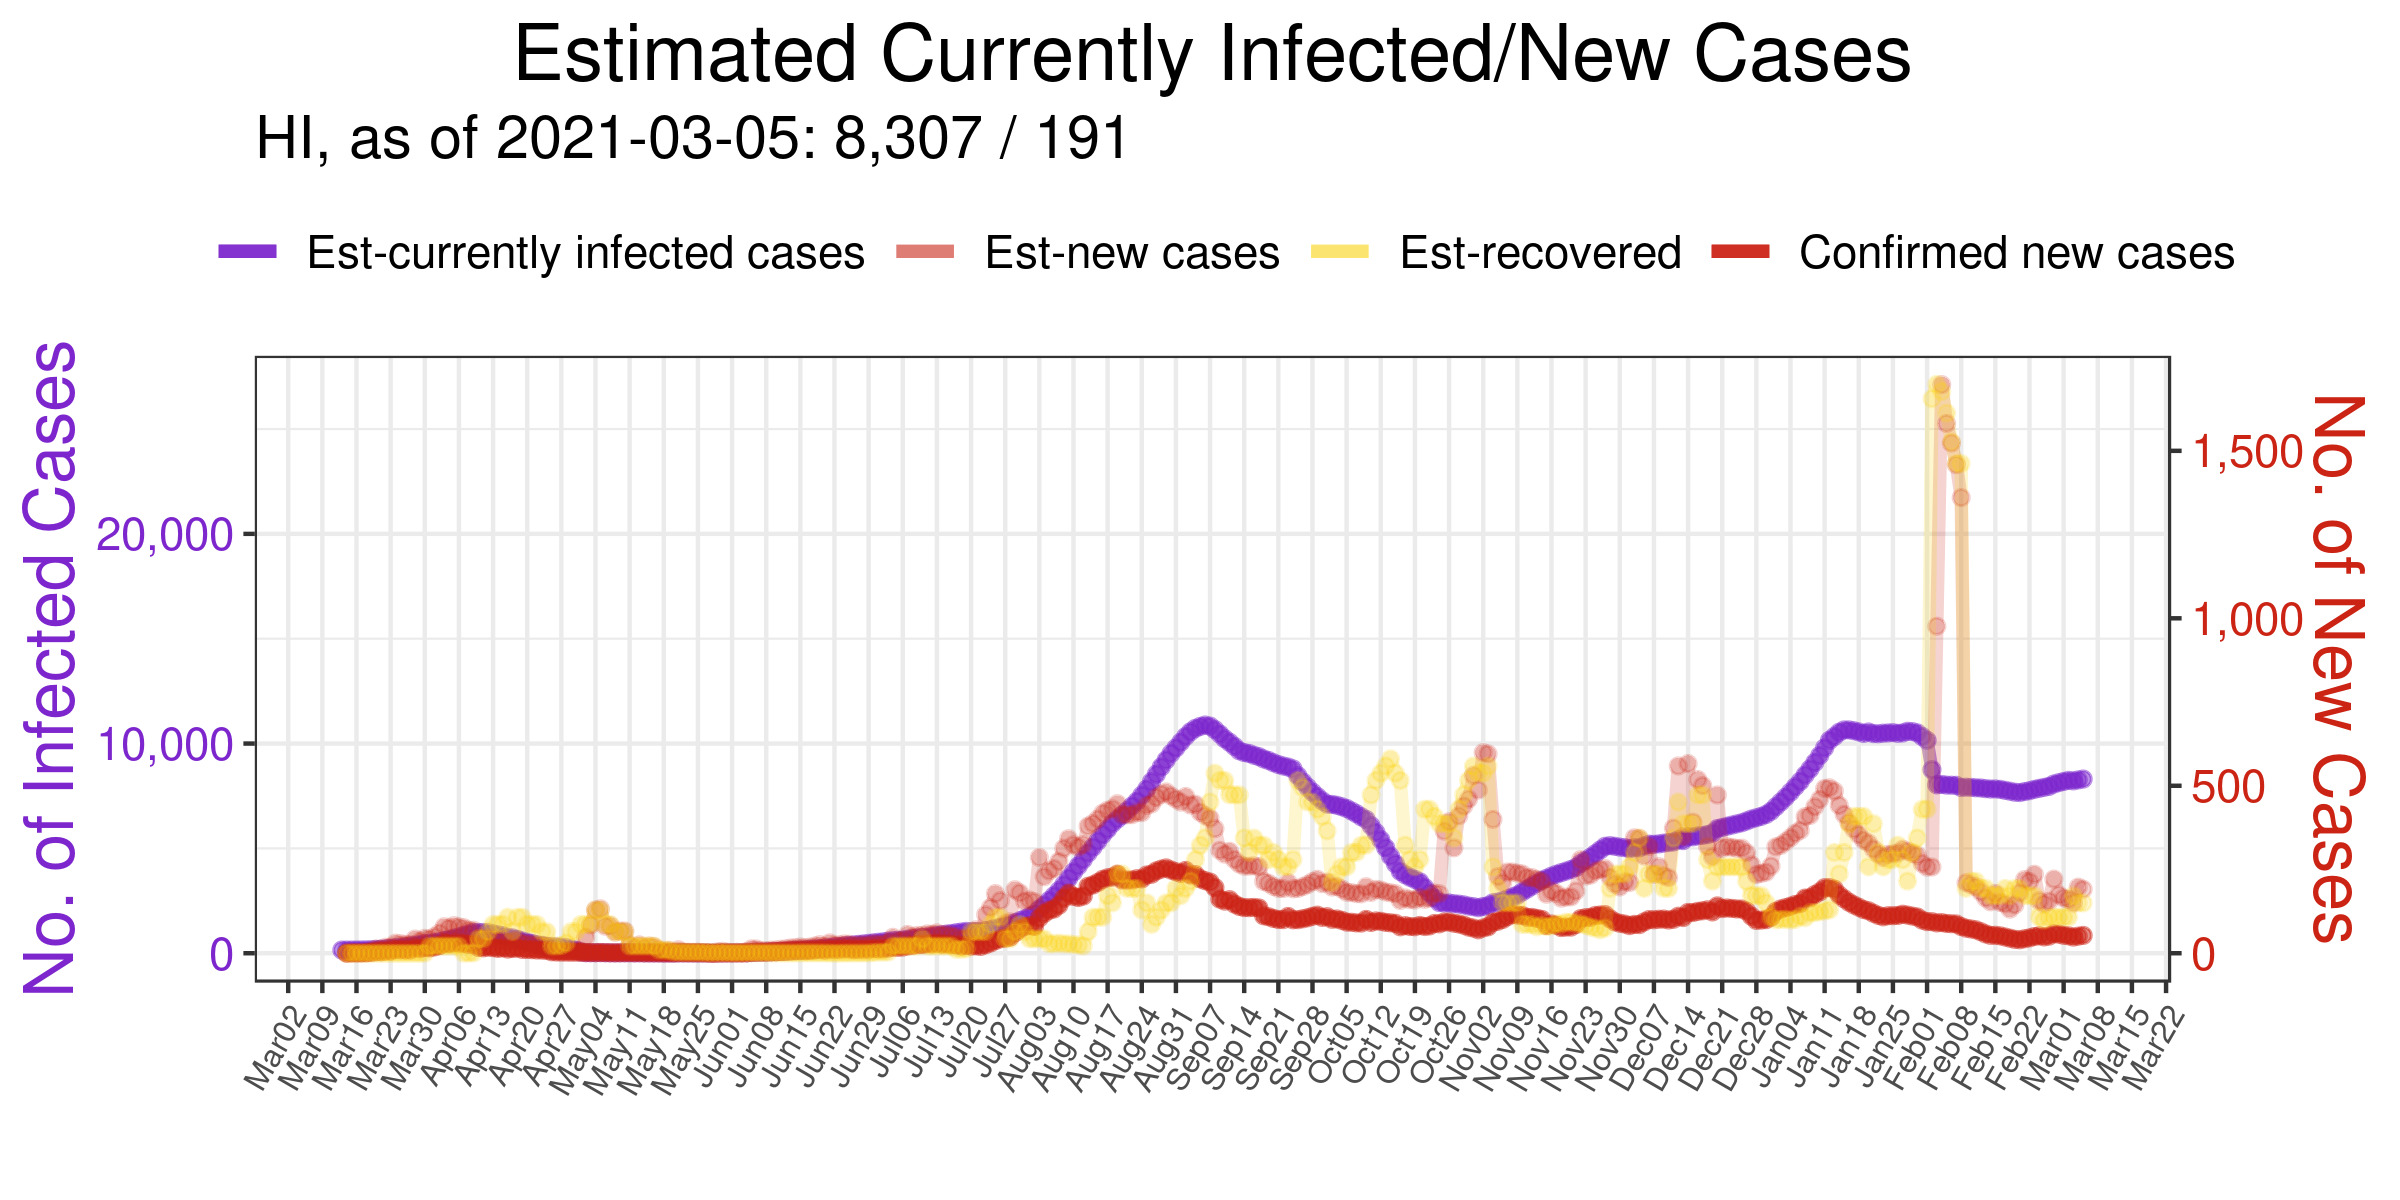 Estimated Currently Infected/New Cases
HI, as of 2021-03-05: 8,307 / 191
Est-currently infected cases Est-new cases Est-recovered Confirmed new cases
No. of Infected Cases
20,000
10,000
0
1,500
1,000
500
0
No. of New Cases
Mar02 Mar09 Mar16 Mar23 Mar30 Apr06 Apr13 Apr20 Apr27 May04 May11 May18 May25 Jun01 Jun08 Jun15 Jun22 Jun29 Jul06 Jul13 Jul20 Jul27 Aug03 Aug10 Aug17 Aug24 Aug31 Sep07 Sep14 Sep21 Sep28 Oct05 Oct12 Oct19 Oct26 Nov02 Nov09 Nov16 Nov23 Nov30 Dec07 Dec14 Dec21 Dec28 Jan04 Jan11 Jan18 Jan25 Feb01 Feb08 Feb15 Feb22 Mar01 Mar08 Mar15 Mar22